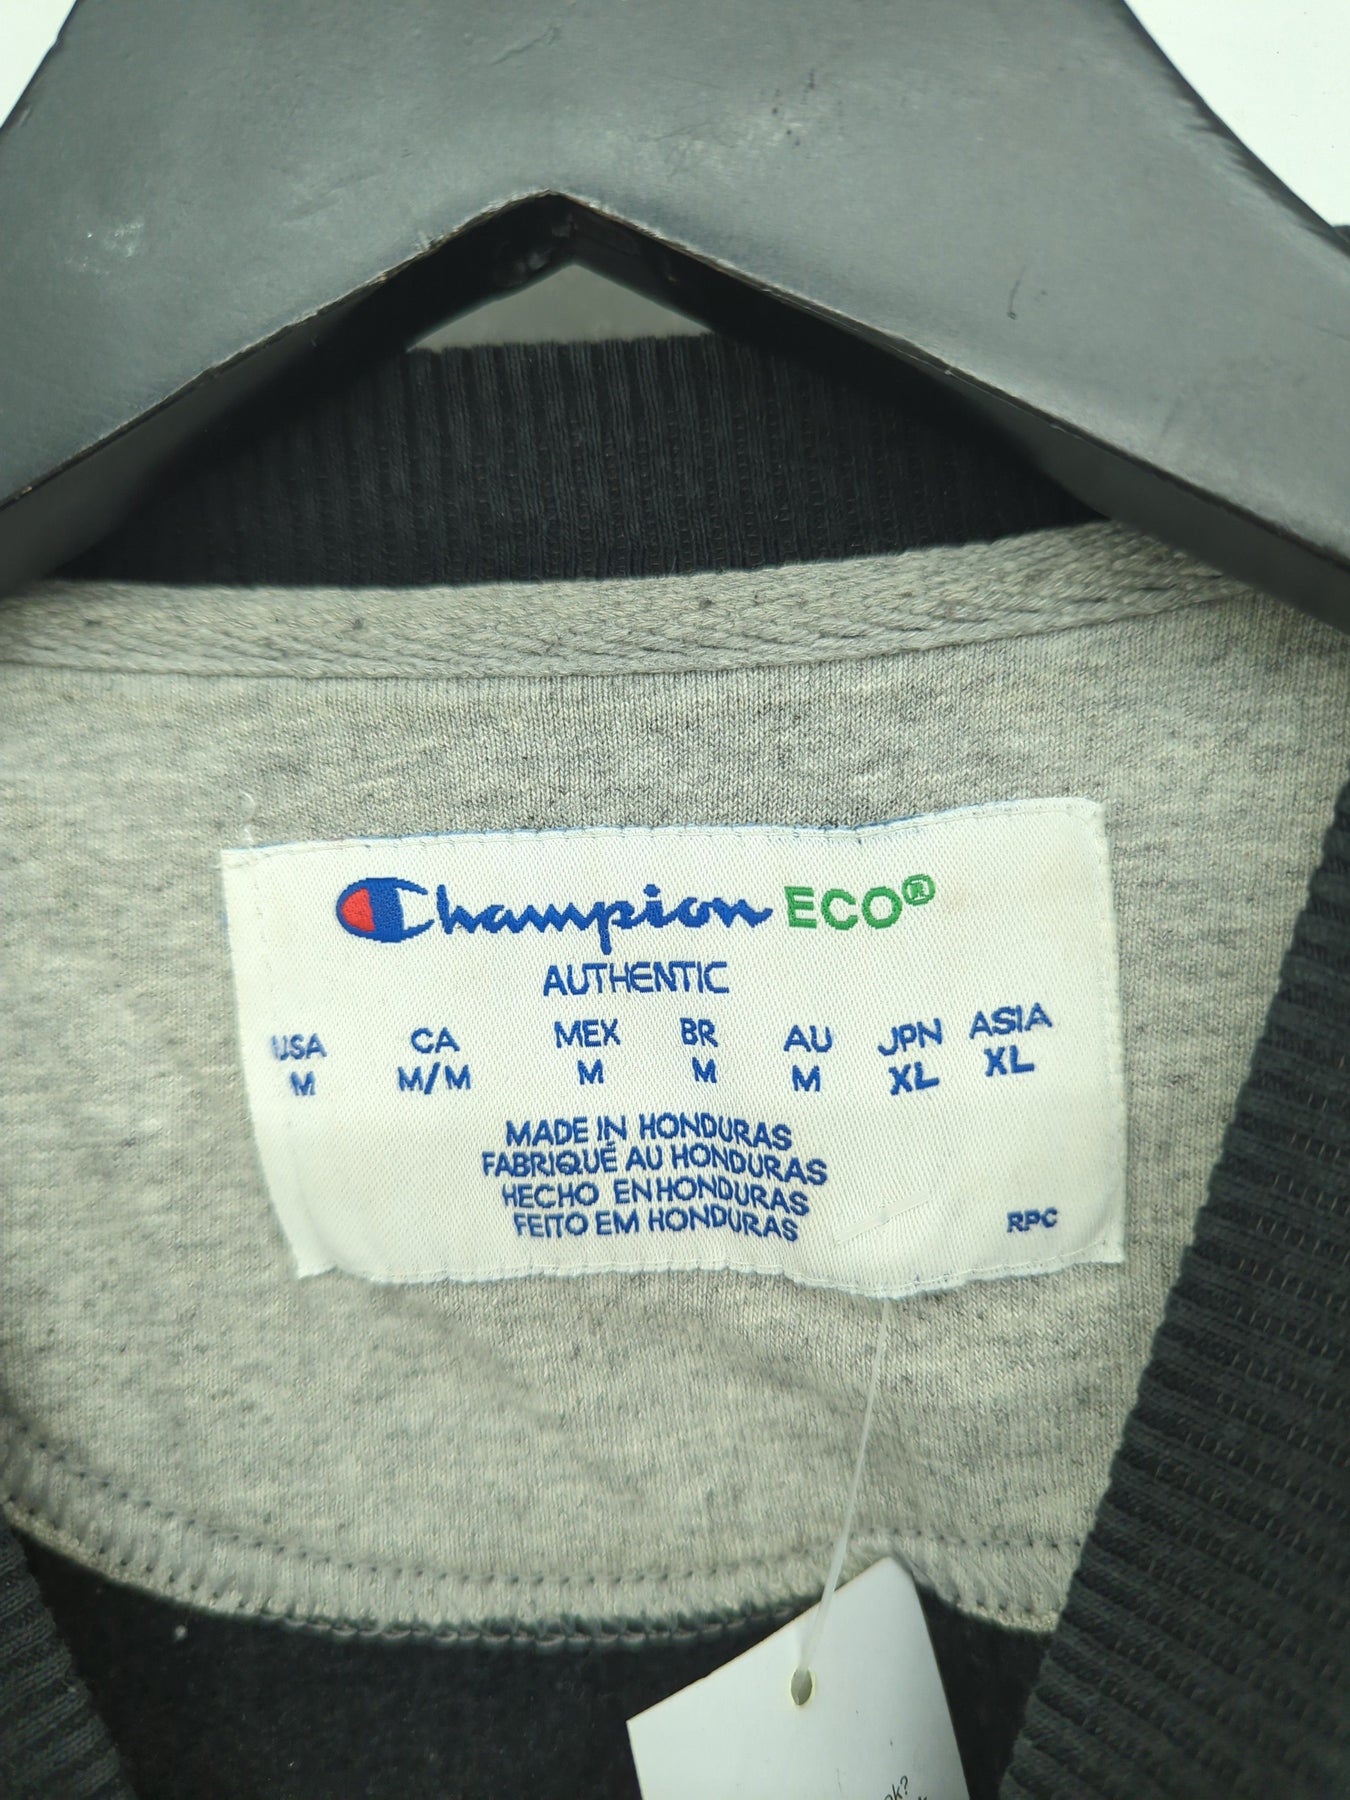 Champion ECO®
AUTHENTIC
USA CA MEX BR AU JPN ASIA
M M/M M M M XL XL
MADE IN HONDURAS
FABRIQUÉ AU HONDURAS
HECHO EN HONDURAS
FEITO EM HONDURAS
RPC